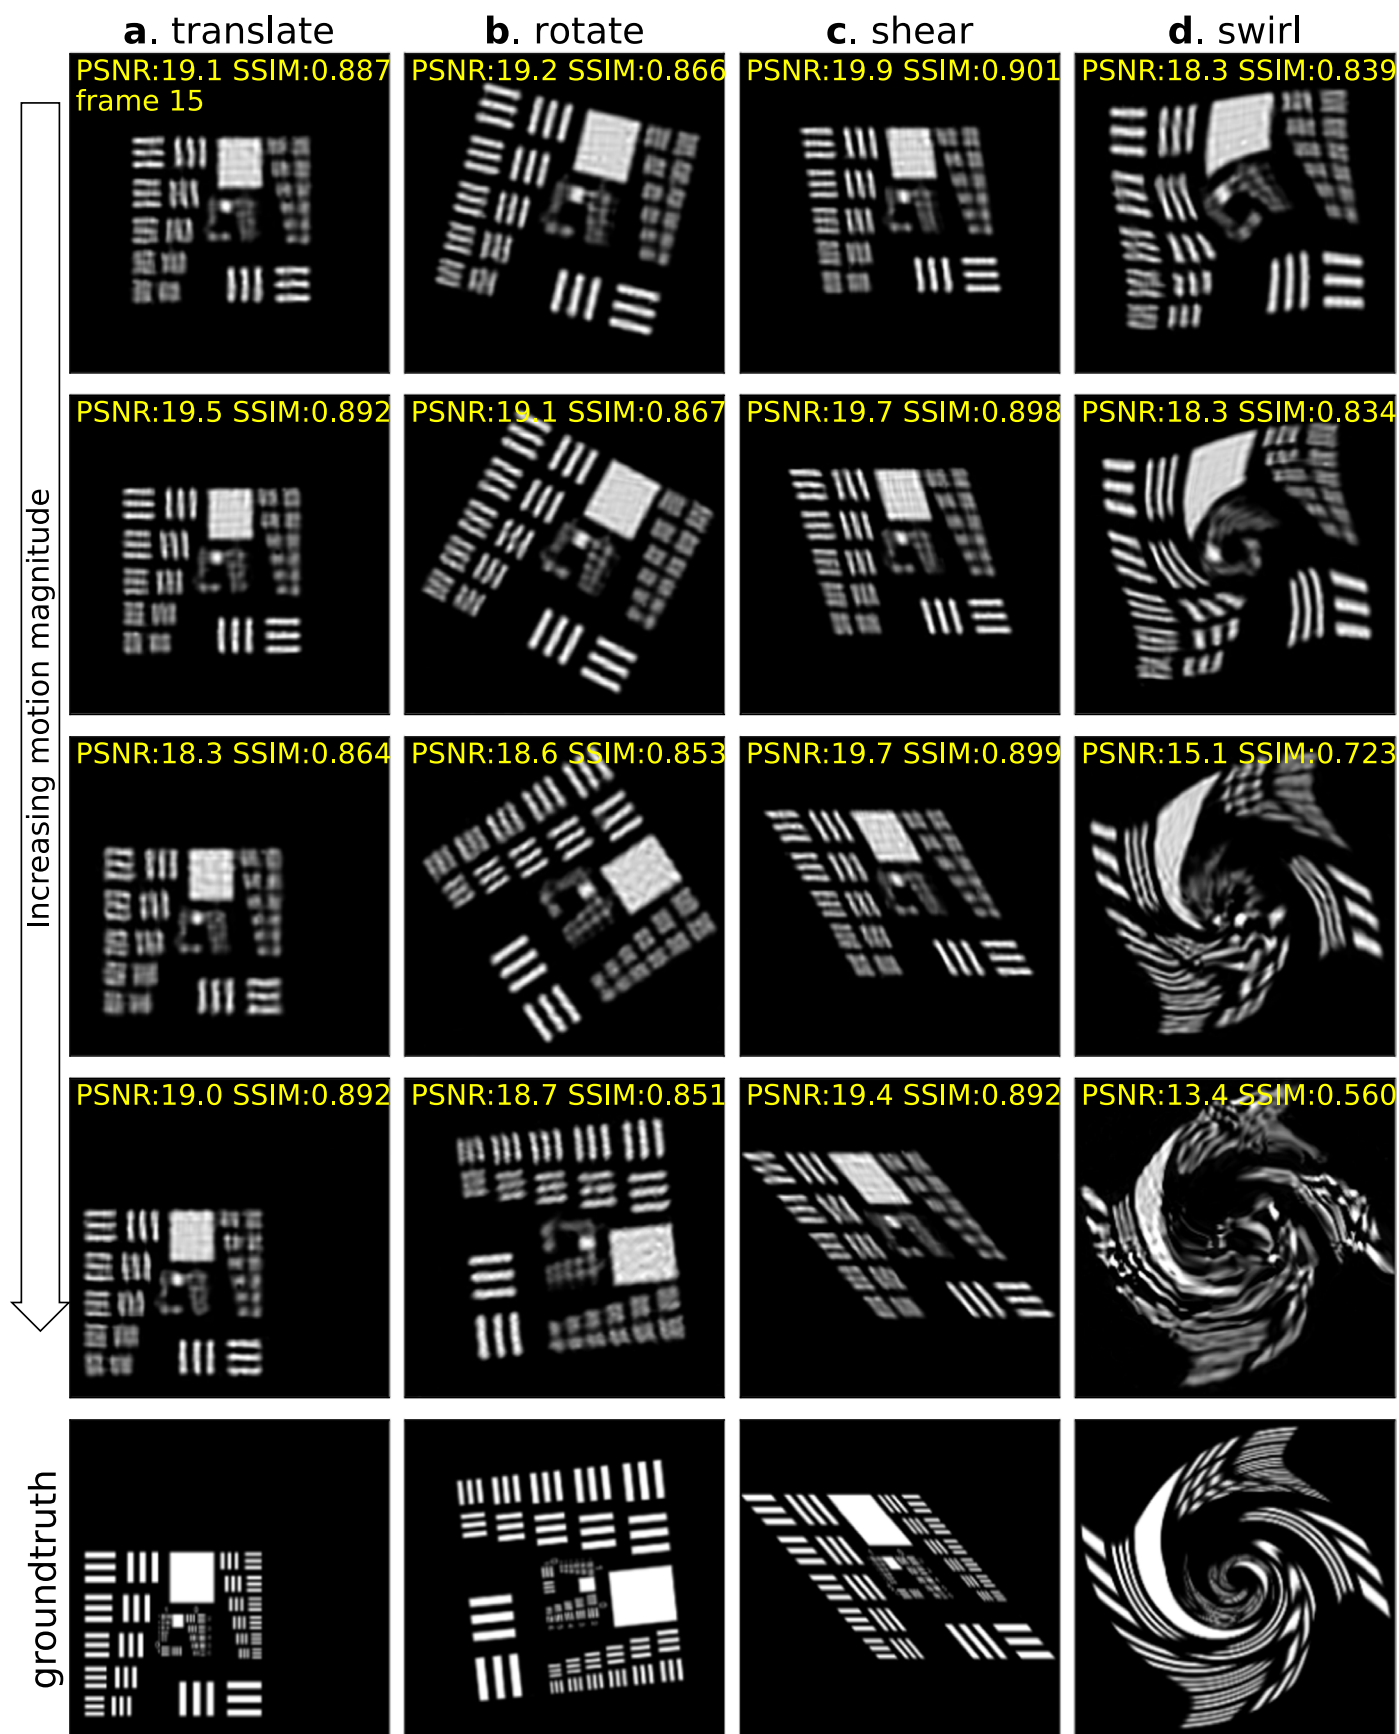 a. translate
b. rotate
c. shear
d. swirl
PSNR:19.1 SSIM:0.887
frame 15
PSNR:19.2 SSIM:0.866
PSNR:19.9 SSIM:0.901
PSNR:18.3 SSIM:0.839
Increasing motion magnitude
PSNR:19.5 SSIM:0.892
PSNR:19.1 SSIM:0.867
PSNR:19.7 SSIM:0.898
PSNR:18.3 SSIM:0.834
PSNR:18.3 SSIM:0.864
PSNR:18.6 SSIM:0.853
PSNR:19.7 SSIM:0.899
PSNR:15.1 SSIM:0.723
PSNR:19.0 SSIM:0.892
PSNR:18.7 SSIM:0.851
PSNR:19.4 SSIM:0.892
PSNR:13.4 SSIM:0.560
groundtruth